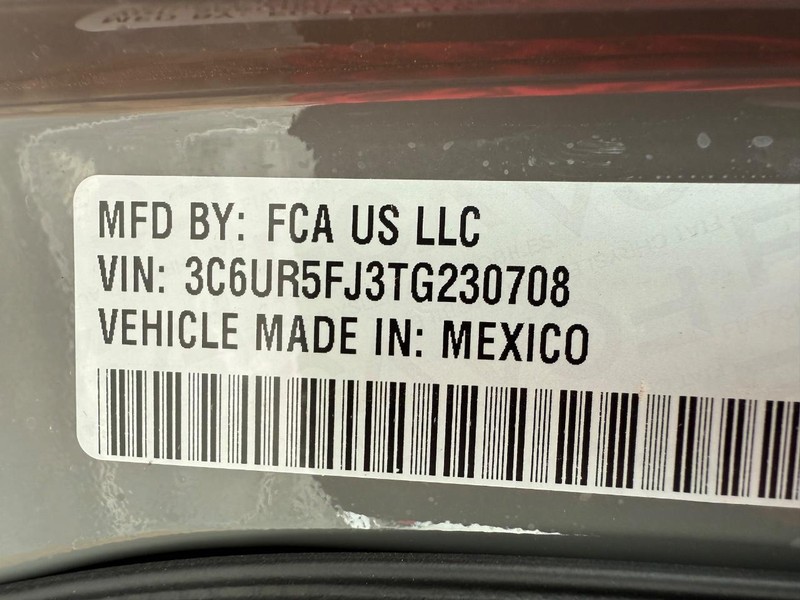 MFD BY: FCA US LLC
VIN: 3C6UR5FJ3TG230708
VEHICLE MADE IN: MEXICO